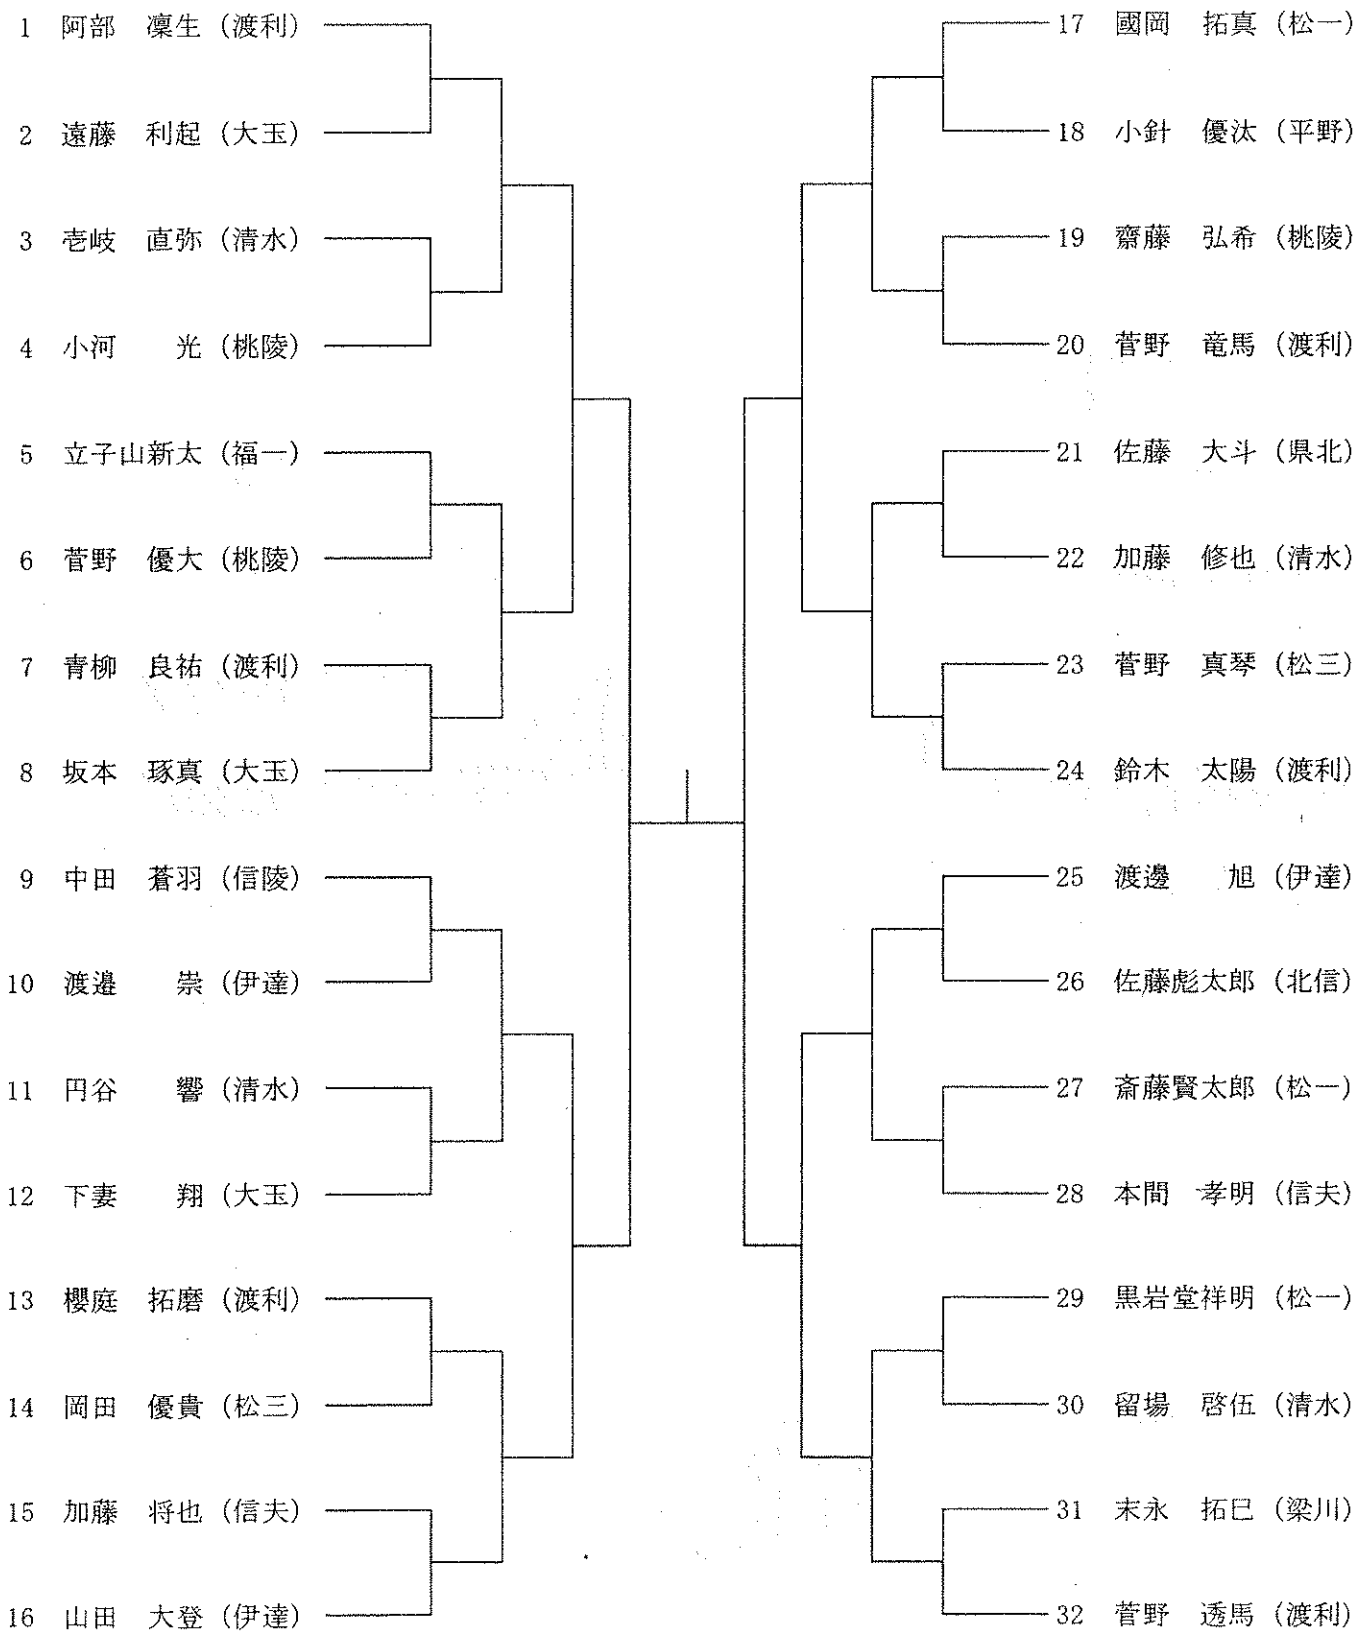 1 阿部 凜生 (渡利)
2 遠藤 利起 (大玉)
3 壱岐 直弥 (清水)
4 小河 光 (桃陵)
5 立子山新太 (福一)
6 菅野 優大 (桃陵)
7 青柳 良祐 (渡利)
8 坂本 琢真 (大玉)
9 中田 蒼羽 (信陵)
10 渡邉 崇 (伊達)
11 円谷 響 (清水)
12 下妻 翔 (大玉)
13 櫻庭 拓磨 (渡利)
14 岡田 優貴 (松三)
15 加藤 将也 (信夫)
16 山田 大登 (伊達)
17 國岡 拓真 (松一)
18 小針 優汰 (平野)
19 齋藤 弘希 (桃陵)
20 菅野 竜馬 (渡利)
21 佐藤 大斗 (県北)
22 加藤 修也 (清水)
23 菅野 真琴 (松三)
24 鈴木 太陽 (渡利)
25 渡邊 旭 (伊達)
26 佐藤彪太郎 (北信)
27 斎藤賢太郎 (松一)
28 本間 孝明 (信夫)
29 黒岩堂祥明 (松一)
30 留場 啓伍 (清水)
31 末永 拓巳 (梁川)
32 菅野 透馬 (渡利)